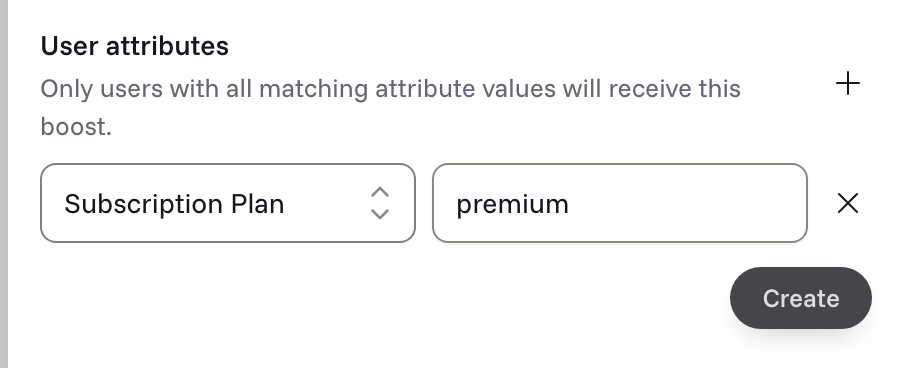 User attributes
Only users with all matching attribute values will receive this
boost.
Subscription Plan
premium
Create